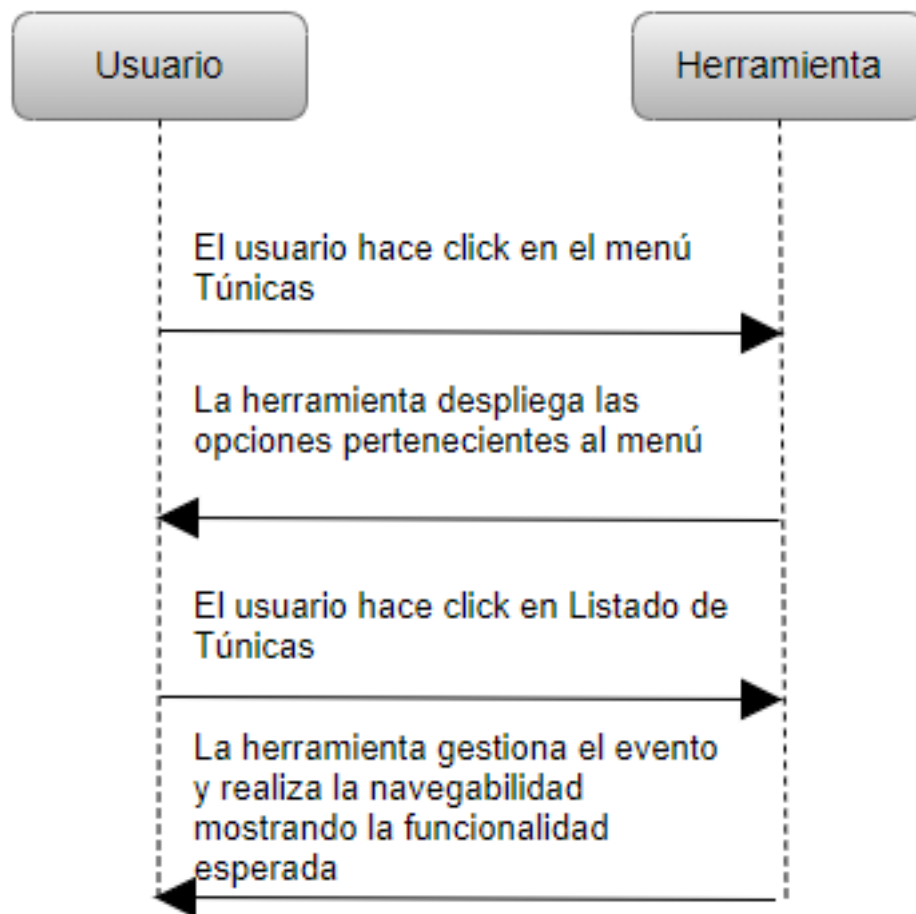 Usuario
Herramienta
El usuario hace click en el menú
Túnicas
La herramienta despliega las
opciones pertenecientes al menú
El usuario hace click en Listado de
Túnicas
La herramienta gestiona el evento
y realiza la navegabilidad
mostrando la funcionalidad
esperada